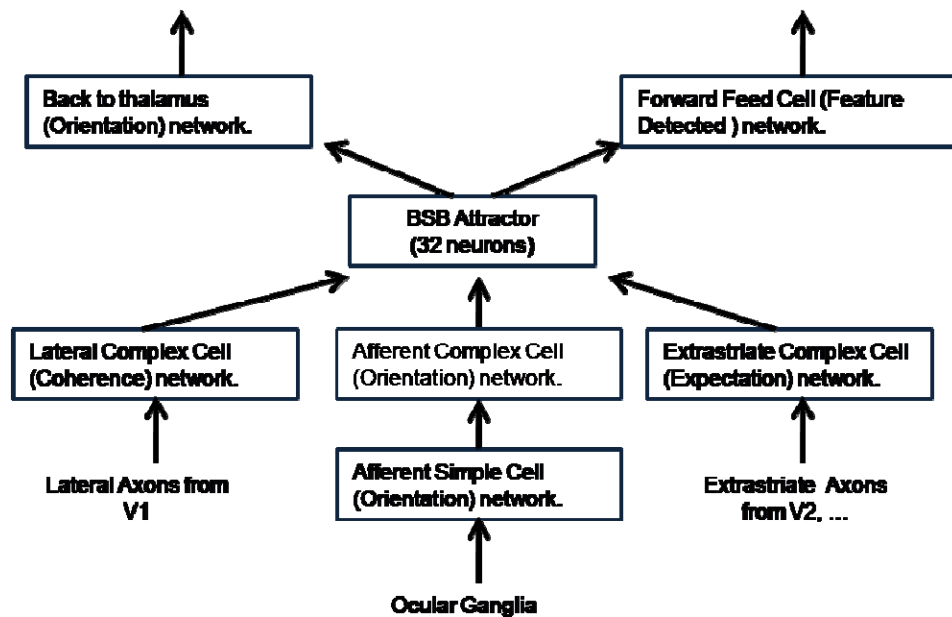 Back to thalamus
(Orientation) network.
Forward Feed Cell (Feature
Detected ) network.
BSB Attractor
(32 neurons)
Lateral Complex Cell
(Coherence) network.
Afferent Complex Cell
(Orientation) network.
Extrastriate Complex Cell
(Expectation) network.
Lateral Axons from
V1
Afferent Simple Cell
(Orientation) network.
Extrastriate Axons
from V2, ...
Ocular Ganglia